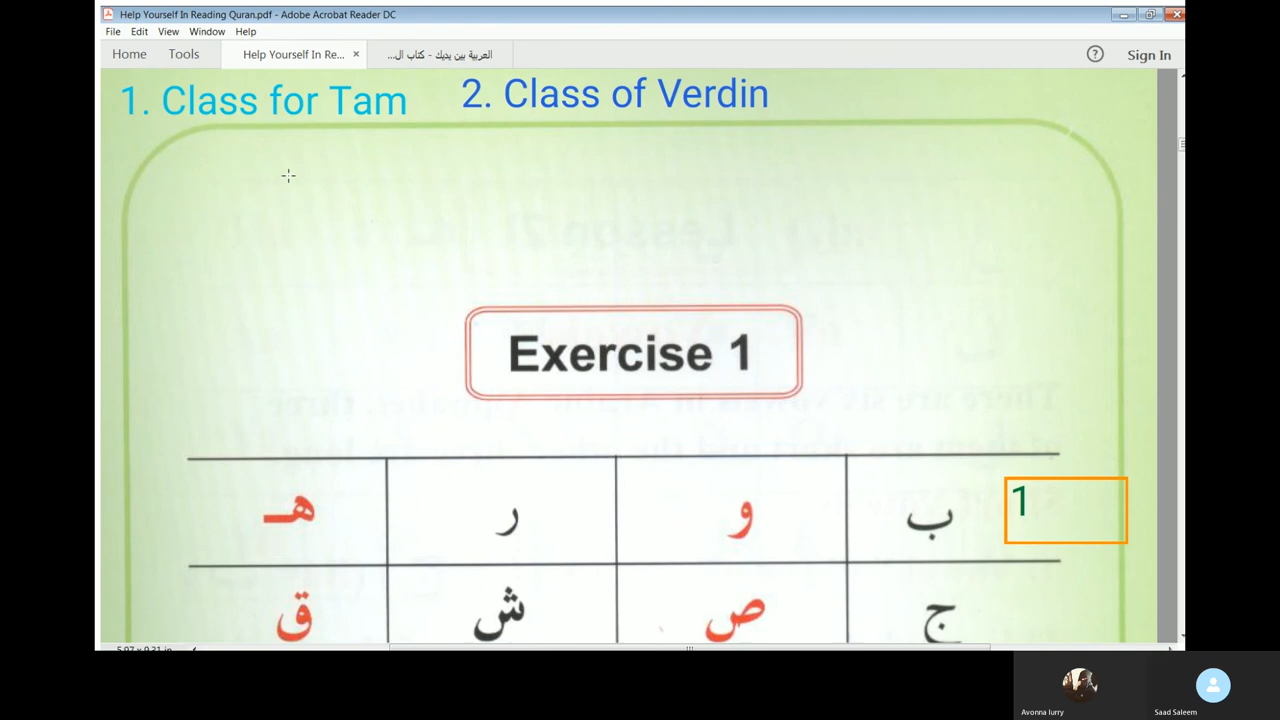 Help Yourself In Reading Quran.pdf - Adobe Acrobat Reader DC
File Edit View Window Help
Home Tools Help Yourself In Re... × العربية بين يديك - كتاب ال... Sign In
1. Class for Tam 2. Class of Verdin
Exercise 1
ب و ر هـ
1
ج ص ش ق
Avonna lurry Saad Saleem